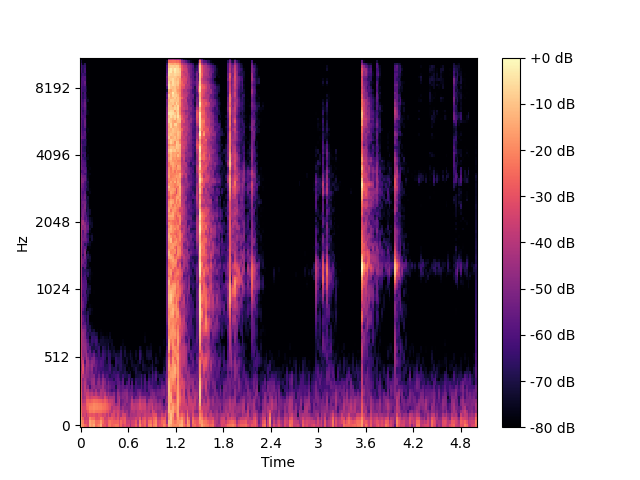 8192
4096
2048
1024
512
0
Hz
0 0.6 1.2 1.8 2.4 3 3.6 4.2 4.8
Time
+0 dB
-10 dB
-20 dB
-30 dB
-40 dB
-50 dB
-60 dB
-70 dB
-80 dB